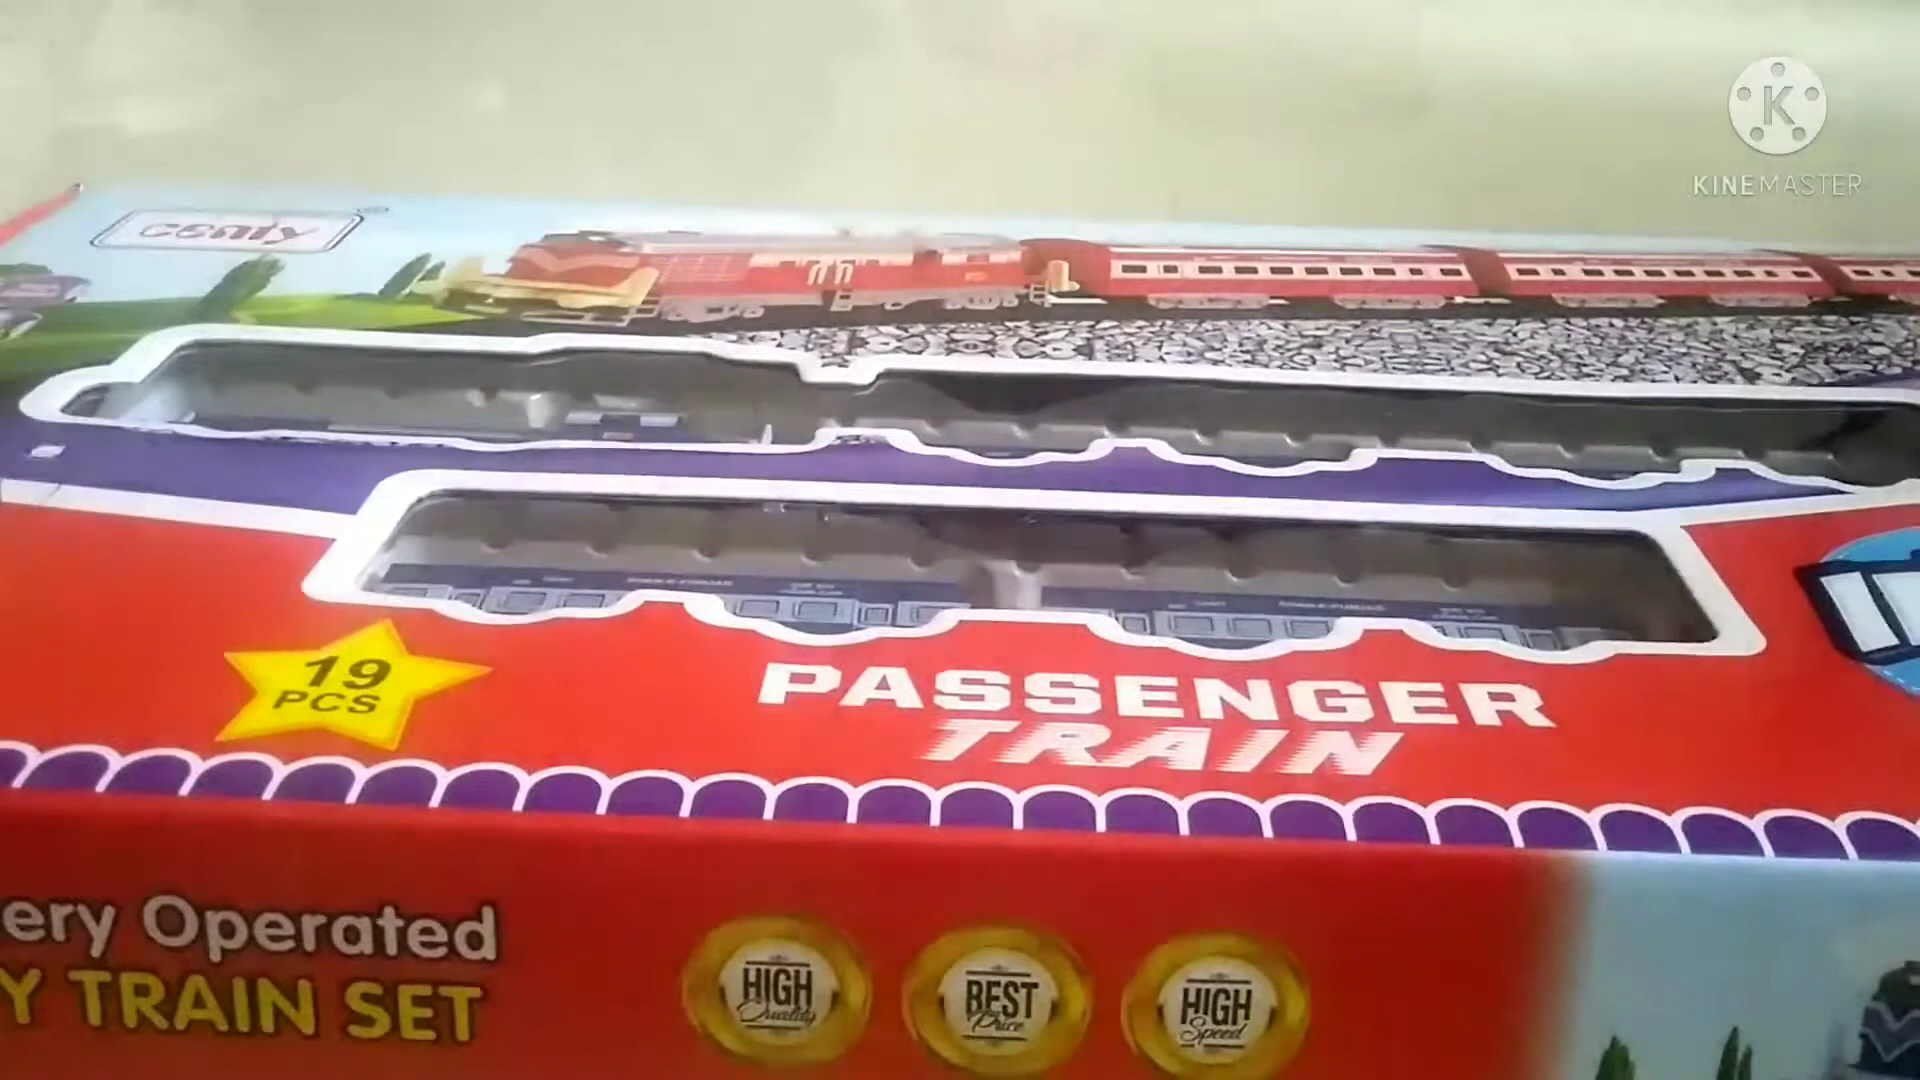 K
KINEMASTER
centy
19
PCS
PASSENGER
TRAIN
ery Operated
Y TRAIN SET
HIGH
Quality
BEST
Price
HIGH
Speed